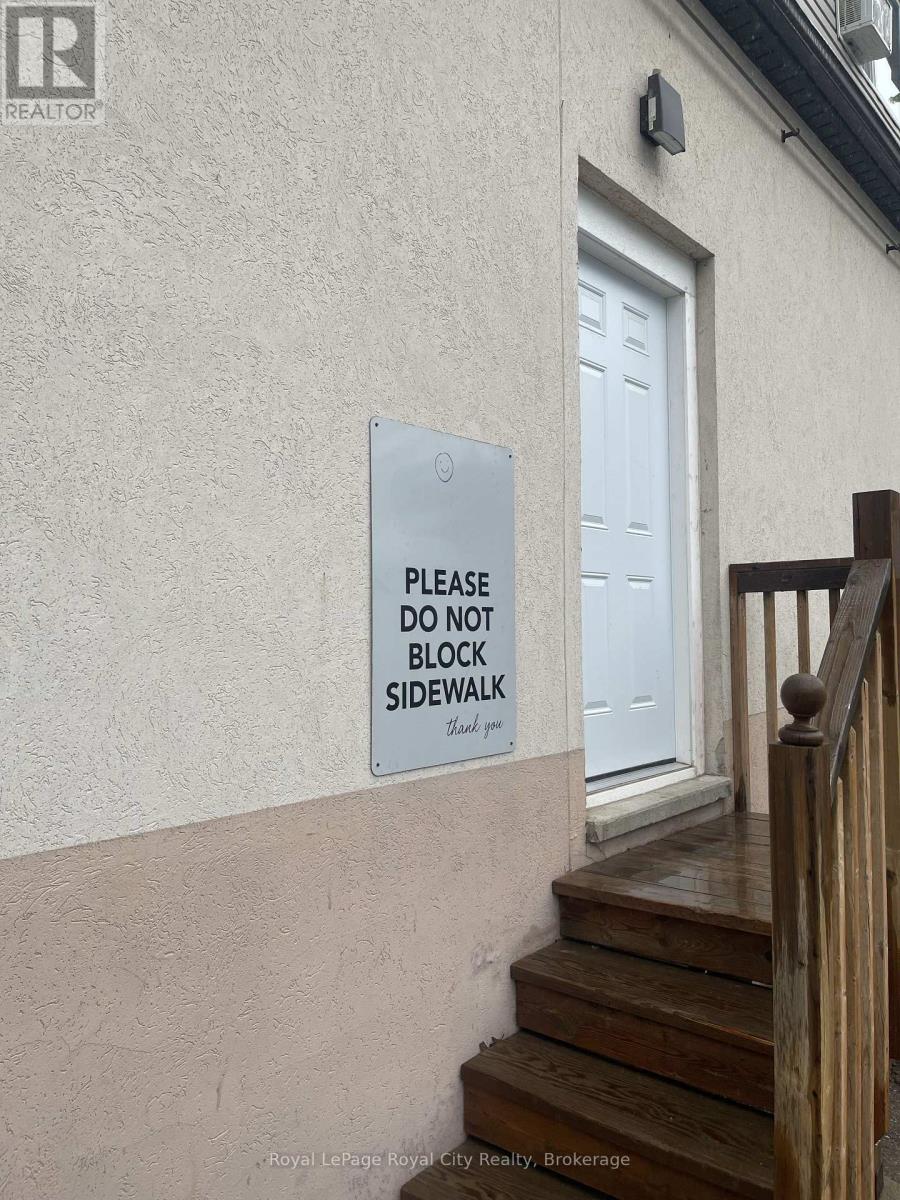 REALTOR®
PLEASE
DO NOT
BLOCK
SIDEWALK
thank you
Royal LePage Royal City Realty, Brokerage